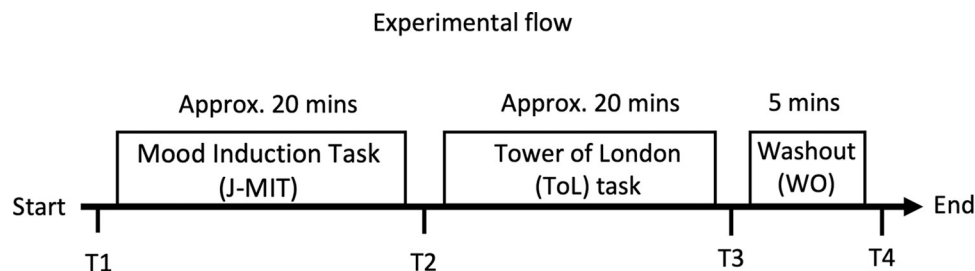 Experimental flow
Approx. 20 mins
Approx. 20 mins
5 mins
Mood Induction Task
(J-MIT)
Tower of London
(ToL) task
Washout
(WO)
Start
End
T1
T2
T3
T4